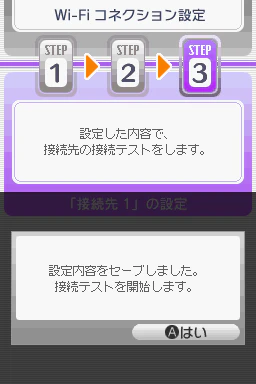 Wi-Fi コネクション設定
STEP 1
STEP 2
STEP 3
設定した内容で、
接続先の接続テストをします。
「接続先 1」の設定
設定内容をセーブしました。
接続テストを開始します。
Aはい